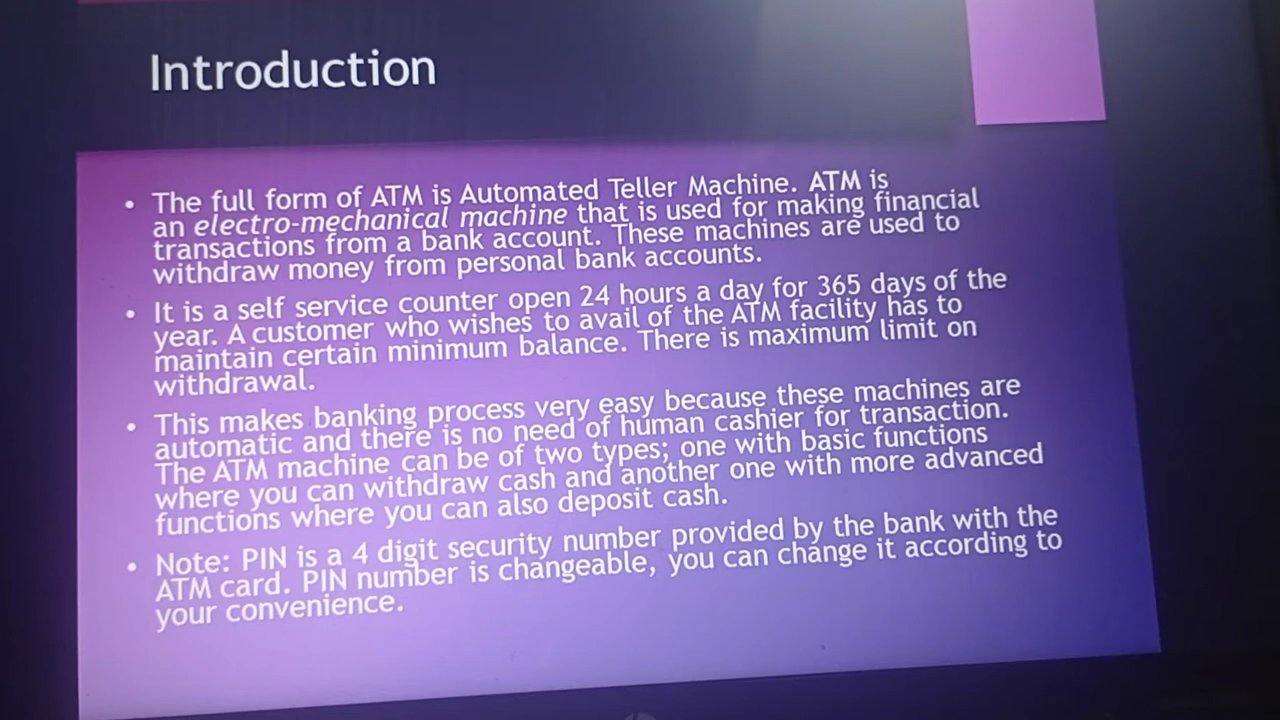 Introduction
• The full form of ATM is Automated Teller Machine. ATM is
an electro-mechanical machine that is used for making financial
transactions from a bank account. These machines are used to
withdraw money from personal bank accounts.
• It is a self service counter open 24 hours a day for 365 days of the
year. A customer who wishes to avail of the ATM facility has to
maintain certain minimum balance. There is maximum limit on
withdrawal.
• This makes banking process very easy because these machines are
automatic and there is no need of human cashier for transaction.
The ATM machine can be of two types; one with basic functions
where you can withdraw cash and another one with more advanced
functions where you can also deposit cash.
• Note: PIN is a 4 digit security number provided by the bank with the
ATM card. PIN number is changeable, you can change it according to
your convenience.